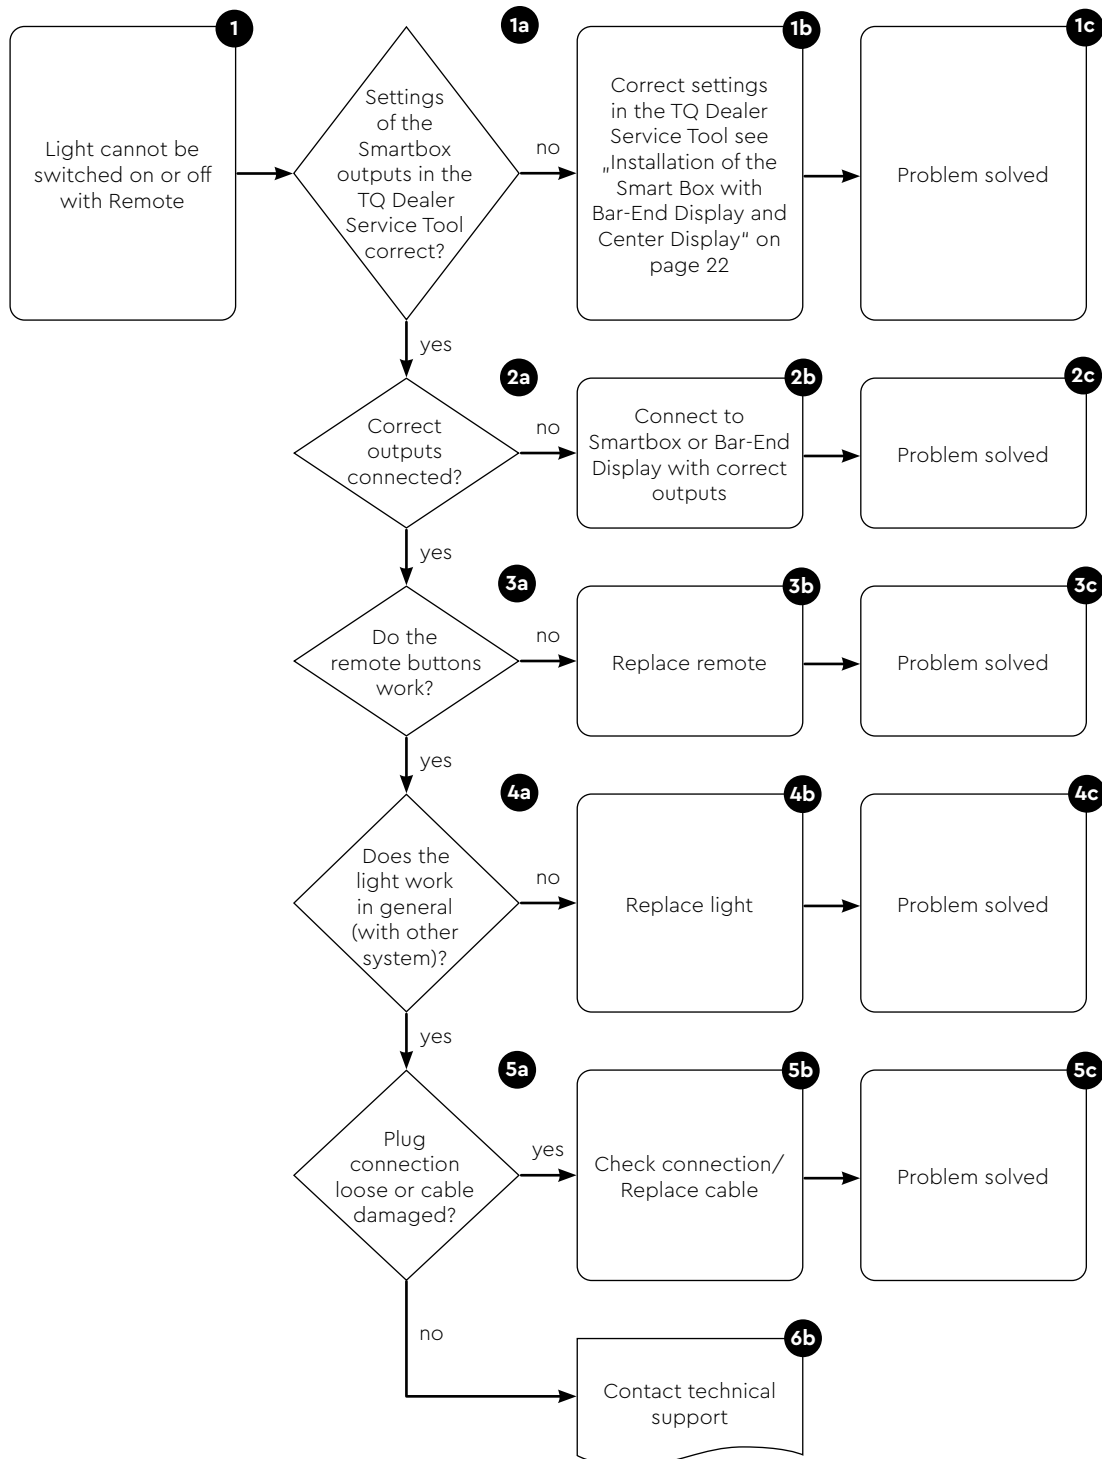 1
Light cannot be
switched on or off
with Remote
1a
Settings
of the
Smartbox
outputs in the
TQ Dealer
Service Tool
correct?
no
1b
Correct settings
in the TQ Dealer
Service Tool see
„Installation of the
Smart Box with
Bar-End Display and
Center Display“ on
page 22
1c
Problem solved
yes
2a
Correct
outputs
connected?
no
2b
Connect to
Smartbox or Bar-End
Display with correct
outputs
2c
Problem solved
yes
3a
Do the
remote buttons
work?
no
3b
Replace remote
3c
Problem solved
yes
4a
Does the
light work
in general
(with other
system)?
no
4b
Replace light
4c
Problem solved
yes
5a
Plug
connection
loose or cable
damaged?
yes
5b
Check connection/
Replace cable
5c
Problem solved
no
6b
Contact technical
support